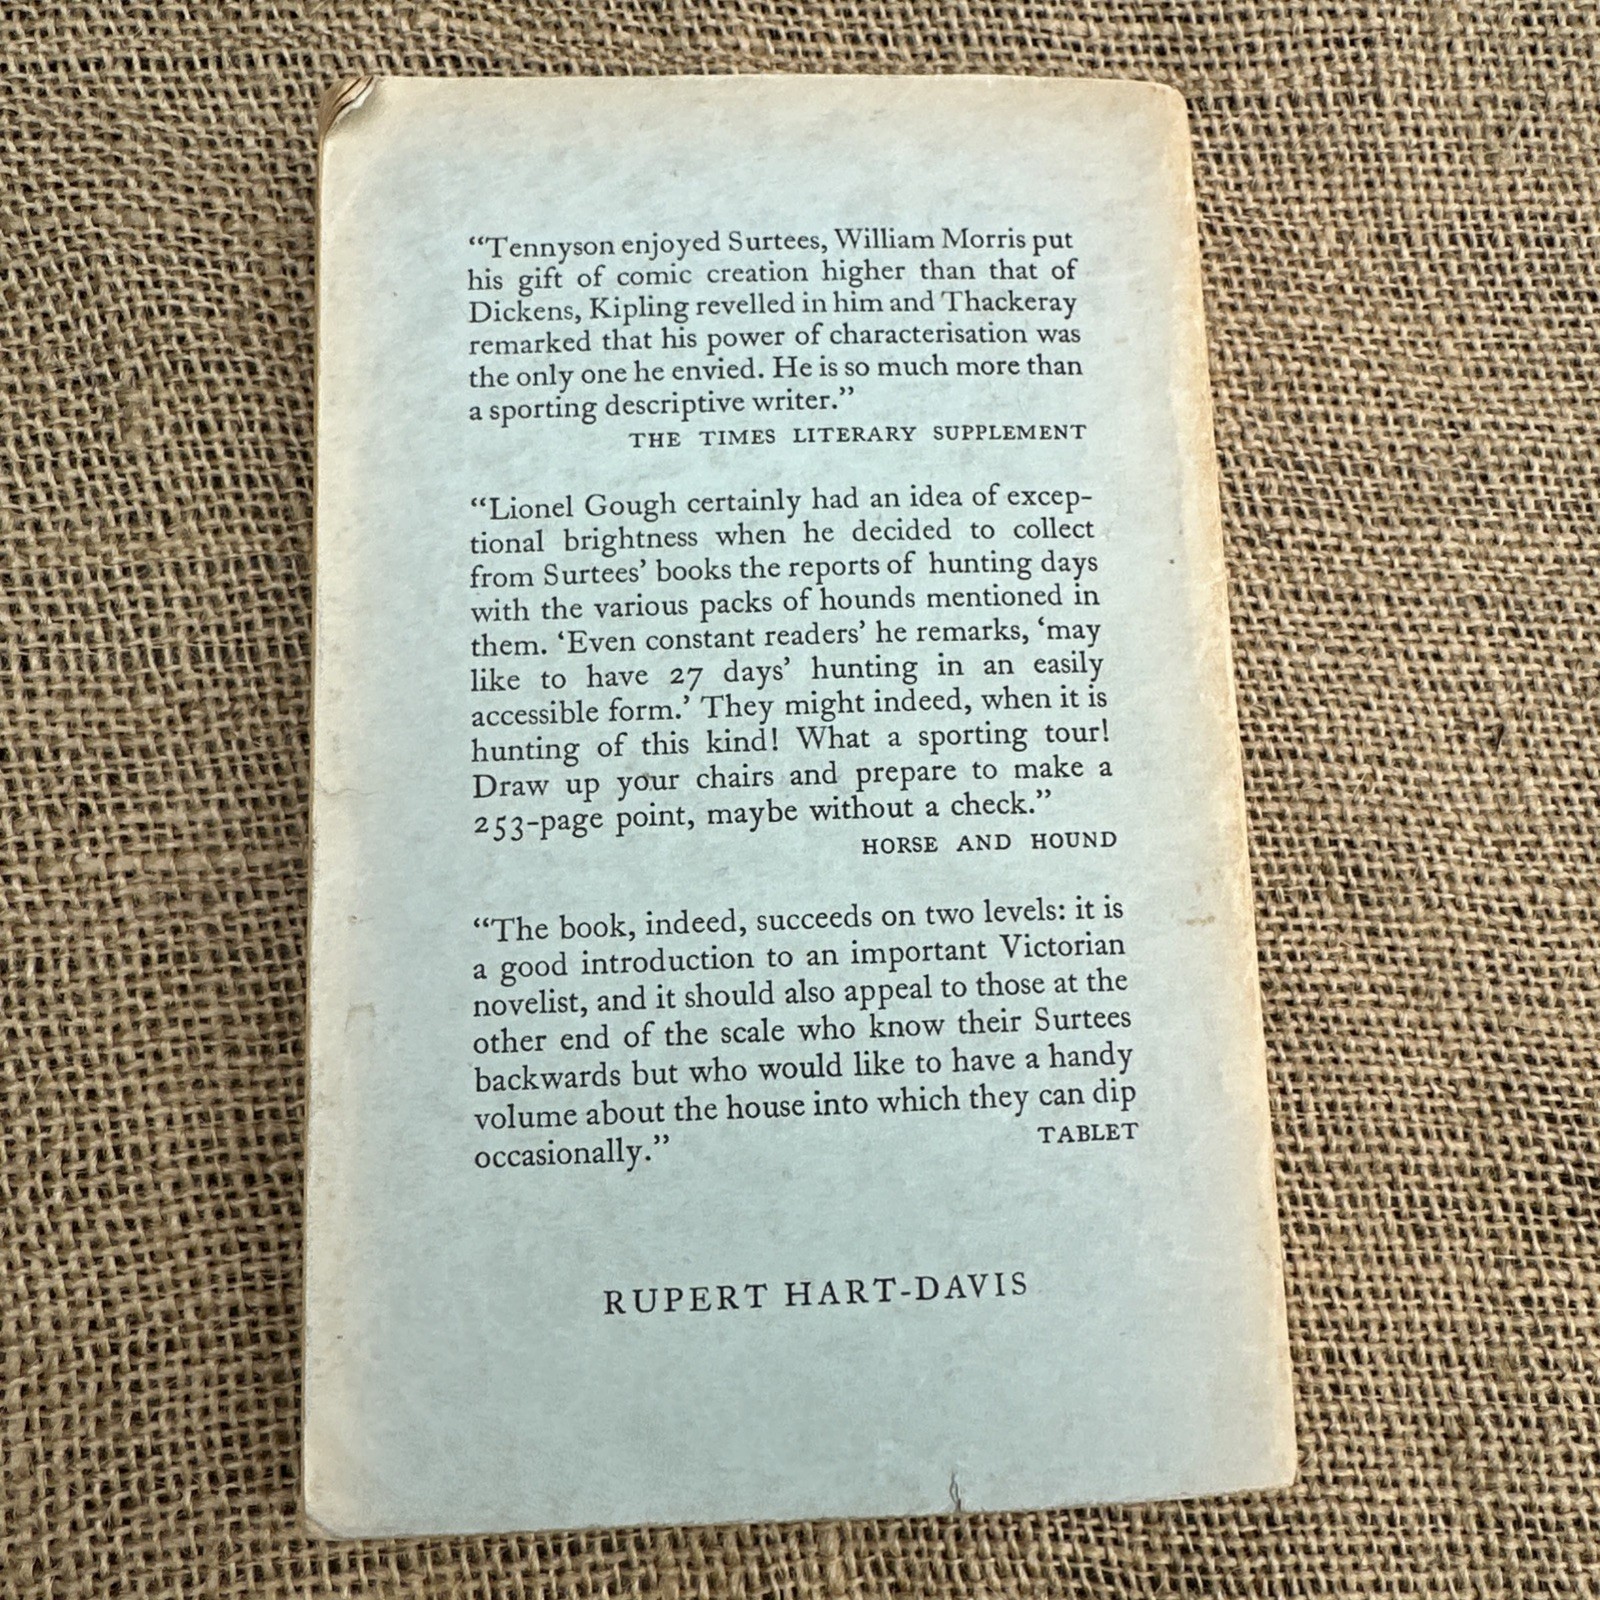 “Tennyson enjoyed Surtees, William Morris put
his gift of comic creation higher than that of
Dickens, Kipling revelled in him and Thackeray
remarked that his power of characterisation was
the only one he envied. He is so much more than
a sporting descriptive writer.”
THE TIMES LITERARY SUPPLEMENT
“Lionel Gough certainly had an idea of excep-
tional brightness when he decided to collect
from Surtees’ books the reports of hunting days
with the various packs of hounds mentioned in
them. ‘Even constant readers’ he remarks, ‘may
like to have 27 days’ hunting in an easily
accessible form.’ They might indeed, when it is
hunting of this kind! What a sporting tour!
Draw up your chairs and prepare to make a
253-page point, maybe without a check.”
HORSE AND HOUND
“The book, indeed, succeeds on two levels: it is
a good introduction to an important Victorian
novelist, and it should also appeal to those at the
other end of the scale who know their Surtees
backwards but who would like to have a handy
volume about the house into which they can dip
occasionally.” TABLET
RUPERT HART-DAVIS